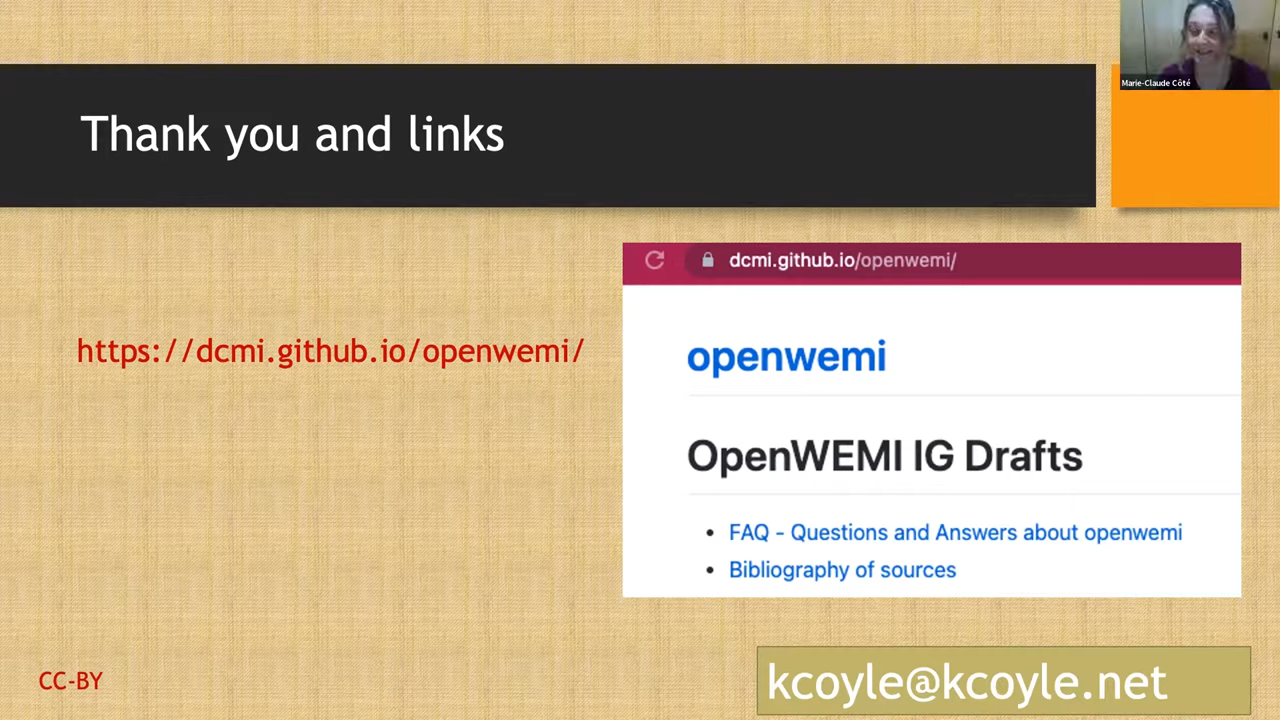 Marie-Claude Côté
Thank you and links
https://dcmi.github.io/openwemi/
dcmi.github.io/openwemi/
openwemi
OpenWEMI IG Drafts
• FAQ - Questions and Answers about openwemi
• Bibliography of sources
CC-BY
kcoyle@kcoyle.net